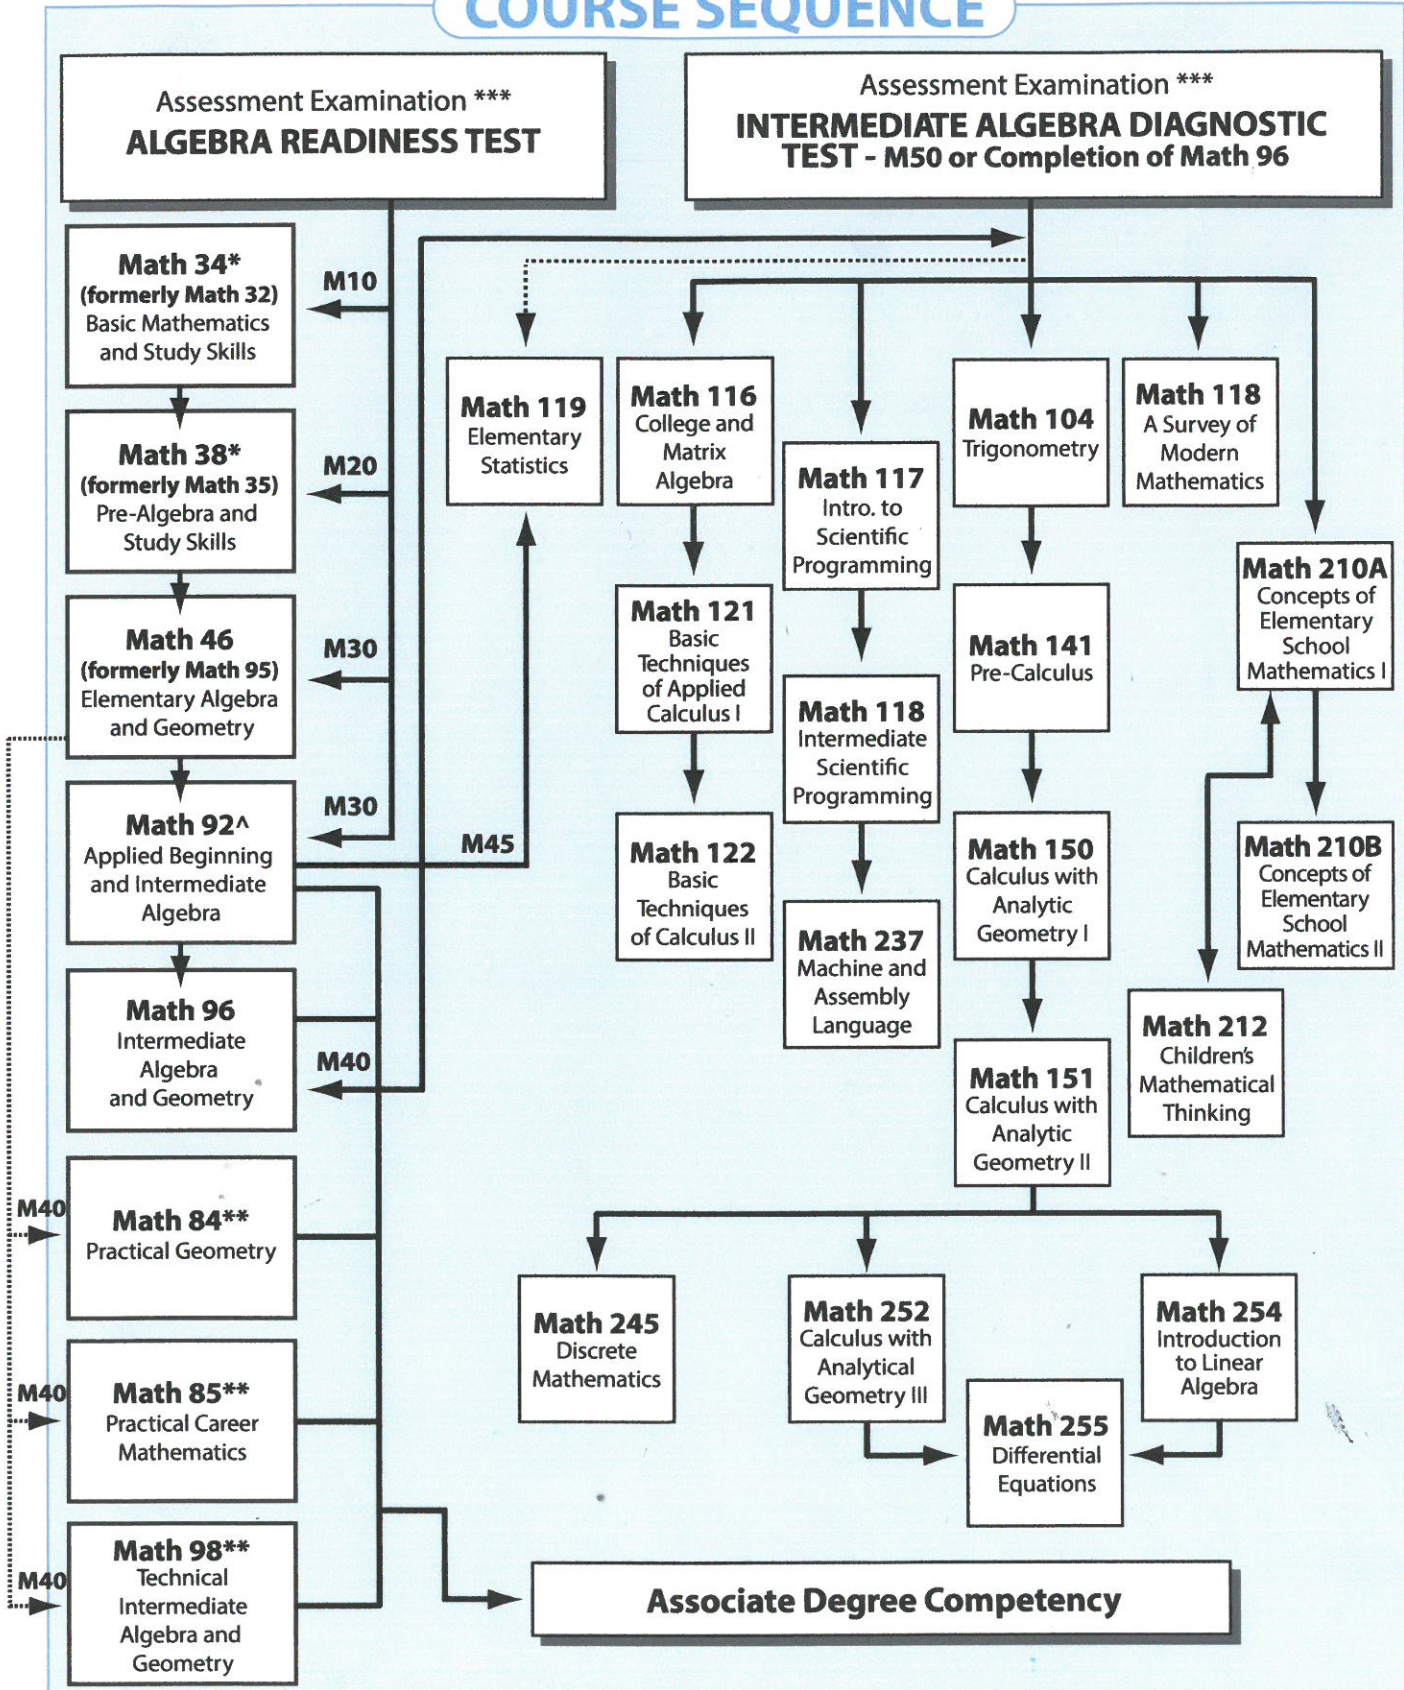 COURSE SEQUENCE
Assessment Examination ***
ALGEBRA READINESS TEST
Assessment Examination ***
INTERMEDIATE ALGEBRA DIAGNOSTIC
TEST - M50 or Completion of Math 96
Math 34*
(formerly Math 32)
Basic Mathematics
and Study Skills
M10
Math 38*
(formerly Math 35)
Pre-Algebra and
Study Skills
M20
Math 46
(formerly Math 95)
Elementary Algebra
and Geometry
M30
Math 92^
Applied Beginning
and Intermediate
Algebra
M30
M45
Math 96
Intermediate
Algebra
and Geometry
M40
M40
Math 84**
Practical Geometry
M40
Math 85**
Practical Career
Mathematics
M40
Math 98**
Technical
Intermediate
Algebra and
Geometry
Math 119
Elementary
Statistics
Math 116
College and
Matrix
Algebra
Math 121
Basic
Techniques
of Applied
Calculus I
Math 122
Basic
Techniques
of Calculus II
Math 117
Intro. to
Scientific
Programming
Math 118
Intermediate
Scientific
Programming
Math 237
Machine and
Assembly
Language
Math 104
Trigonometry
Math 141
Pre-Calculus
Math 150
Calculus with
Analytic
Geometry I
Math 151
Calculus with
Analytic
Geometry II
Math 118
A Survey of
Modern
Mathematics
Math 210A
Concepts of
Elementary
School
Mathematics I
Math 210B
Concepts of
Elementary
School
Mathematics II
Math 212
Children's
Mathematical
Thinking
Math 245
Discrete
Mathematics
Math 252
Calculus with
Analytical
Geometry III
Math 254
Introduction
to Linear
Algebra
Math 255
Differential
Equations
Associate Degree Competency